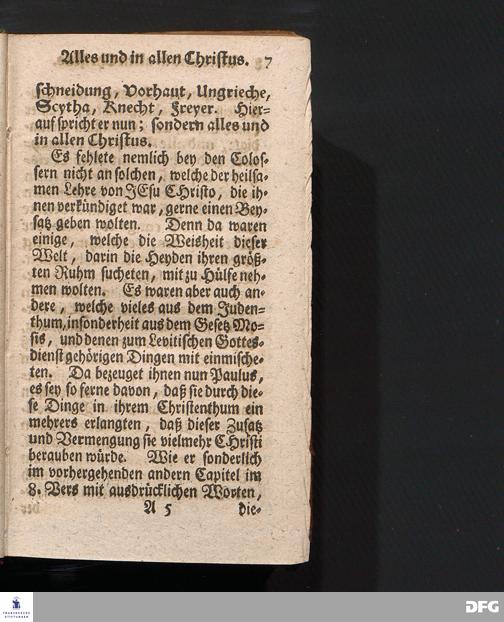 Alles und in allen Christus. 7
schneidung, Vorhaut, Ungrieche,
Scytha, Knecht, Freyer. Hier-
auf spricht er nun; sondern alles und
in allen Christus.
Es fehlete nemlich bey den Colos-
sern nicht an solchen, welche der heilsa-
men Lehre von JEsu CHristo, die ih-
nen verkündiget war, gerne einen Bey-
satz geben wolten. Denn da waren
einige, welche die Weisheit dieser
Welt, darin die Heyden ihren größ-
ten Ruhm sucheten, mit zu Hülfe neh-
men wolten. Es waren aber auch an-
dere, welche vieles aus dem Juden-
thum, insonderheit aus dem Gesetz Mo-
sis, und denen zum Levitischen Gottes-
dienst gehörigen Dingen mit einmische-
ten. Da bezeuget ihnen nun Paulus,
es sey so ferne davon, daß sie durch die-
se Dinge in ihrem Christenthum ein
mehrers erlangten, daß dieser Zusatz
und Vermengung sie vielmehr CHristi
berauben würde. Wie er sonderlich
im vorhergehenden andern Capitel im
8. Vers mit ausdrücklichen Worten,
A 5 die-
FRANCKESCHE STIFTUNGEN
DFG